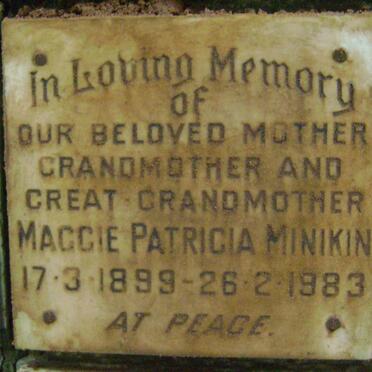 In Loving Memory
OF
OUR BELOVED MOTHER
GRANDMOTHER AND
GREAT-GRANDMOTHER
MAGGIE PATRICIA MINIKIN
17·3·1899-26·2·1983
AT PEACE.